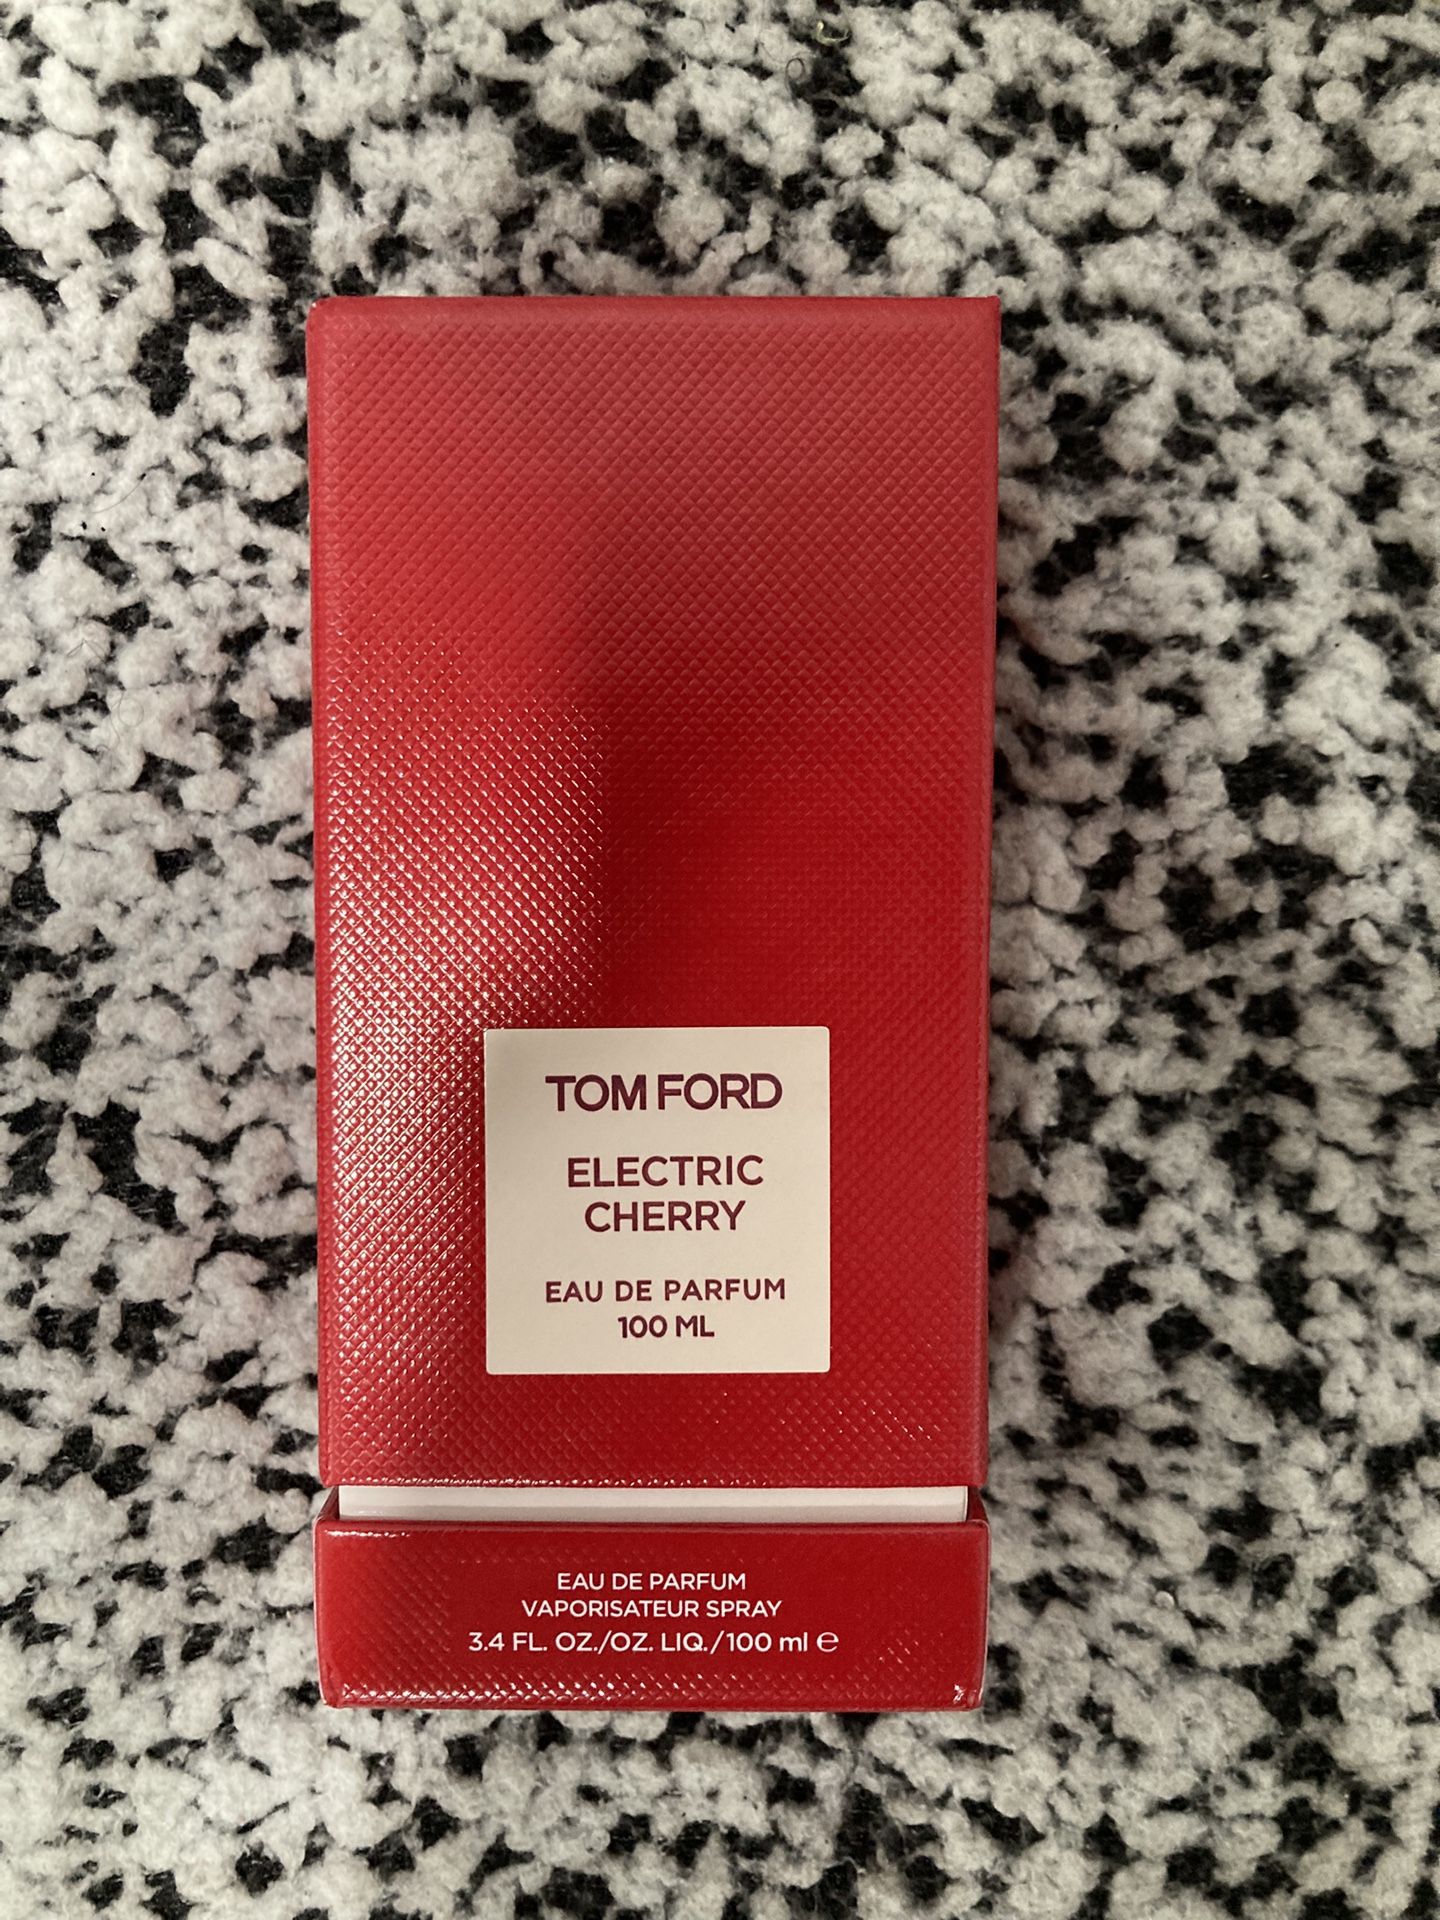 TOM FORD
ELECTRIC
CHERRY
EAU DE PARFUM
100 ML
EAU DE PARFUM
VAPORISATEUR SPRAY
3.4 FL. OZ./OZ. LIQ./100 ml ℮